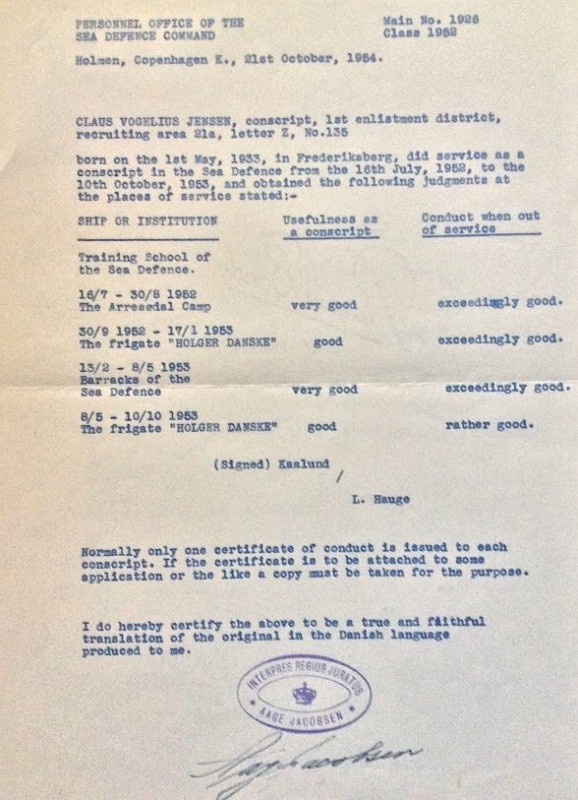 PERSONNEL OFFICE OF THE
SEA DEFENCE COMMAND
Main No. 1926
Class 1952
Holmen, Copenhagen K., 21st October, 1954.
CLAUS VOGELIUS JENSEN, conscript, 1st enlistment district,
recruiting area 21a, letter Z, No.135
born on the 1st May, 1933, in Frederiksberg, did service as a
conscript in the Sea Defence from the 16th July, 1952, to the
10th October, 1953, and obtained the following judgments at
the places of service stated:-
SHIP OR INSTITUTION Usefulness as a conscript Conduct when out of service
Training School of
the Sea Defence.
16/7 - 30/8 1952
The Arresødal Camp very good exceedingly good.
30/9 1952 - 17/1 1953
The frigate "HOLGER DANSKE" good exceedingly good.
13/2 - 8/5 1953
Barracks of the
Sea Defence very good exceedingly good.
8/5 - 10/10 1953
The frigate "HOLGER DANSKE" good rather good.
(Signed) Kaalund
/
L. Hauge
Normally only one certificate of conduct is issued to each
conscript. If the certificate is to be attached to some
application or the like a copy must be taken for the purpose.
I do hereby certify the above to be a true and faithful
translation of the original in the Danish language
produced to me.
INTERPRES REGIUS JURATUS
* AAGE JACOBSEN *
Aage Jacobsen